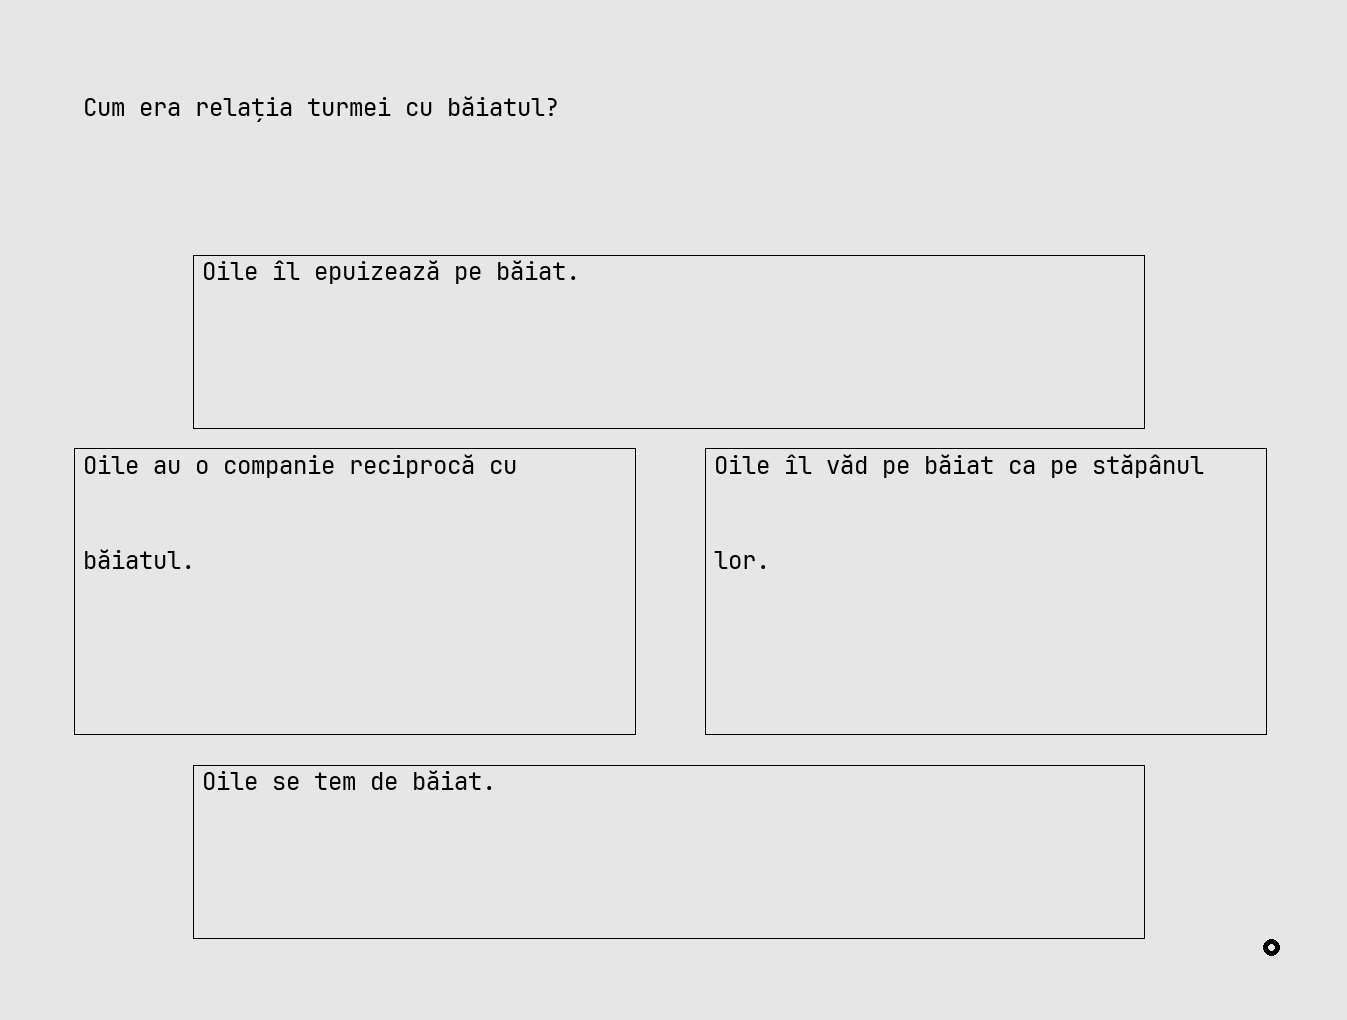 Cum era relația turmei cu băiatul?
Oile îl epuizează pe băiat.
Oile au o companie reciprocă cu
băiatul.
Oile îl văd pe băiat ca pe stăpânul
lor.
Oile se tem de băiat.